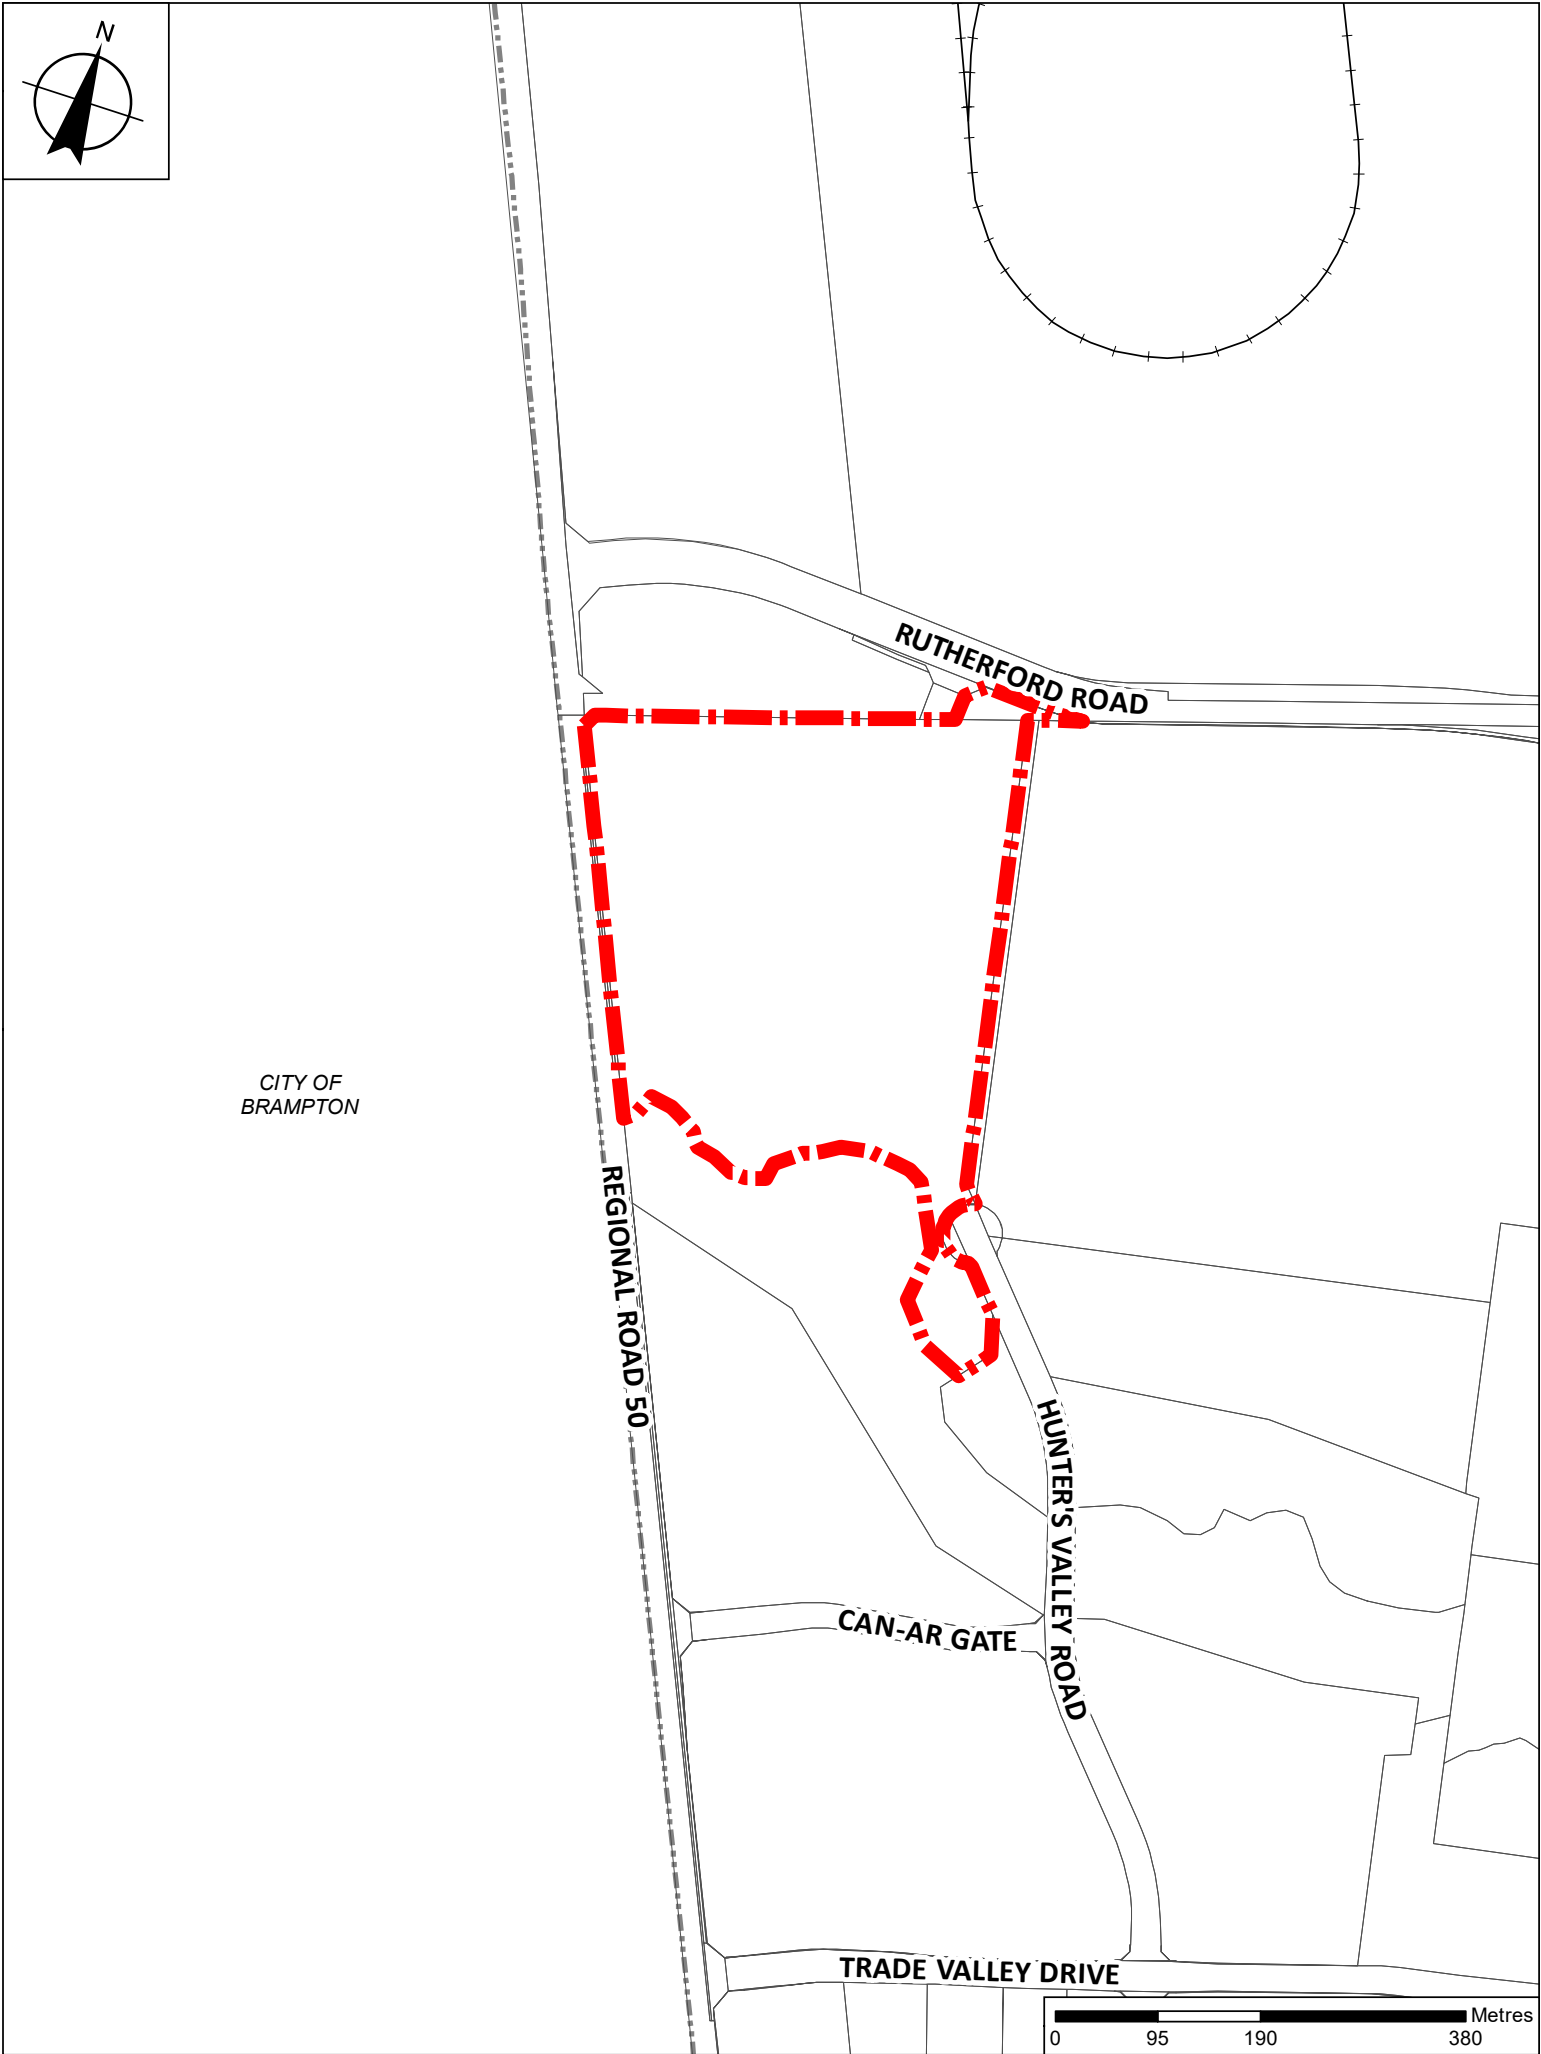 N
RUTHERFORD ROAD
CITY OF
BRAMPTON
REGIONAL ROAD 50
HUNTER'S VALLEY ROAD
CAN-AR GATE
TRADE VALLEY DRIVE
Metres
0 95 190 380